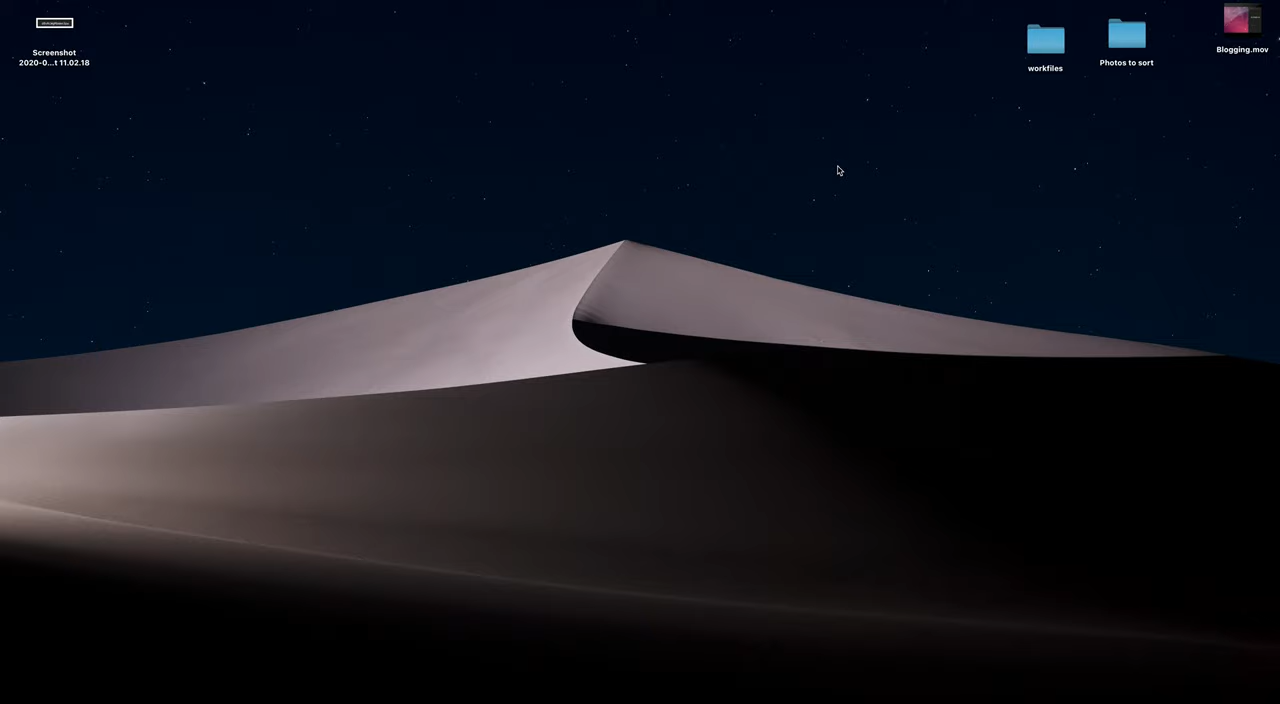 Screenshot
2020-0...t 11.02.18
workfiles
Photos to sort
Blogging.mov